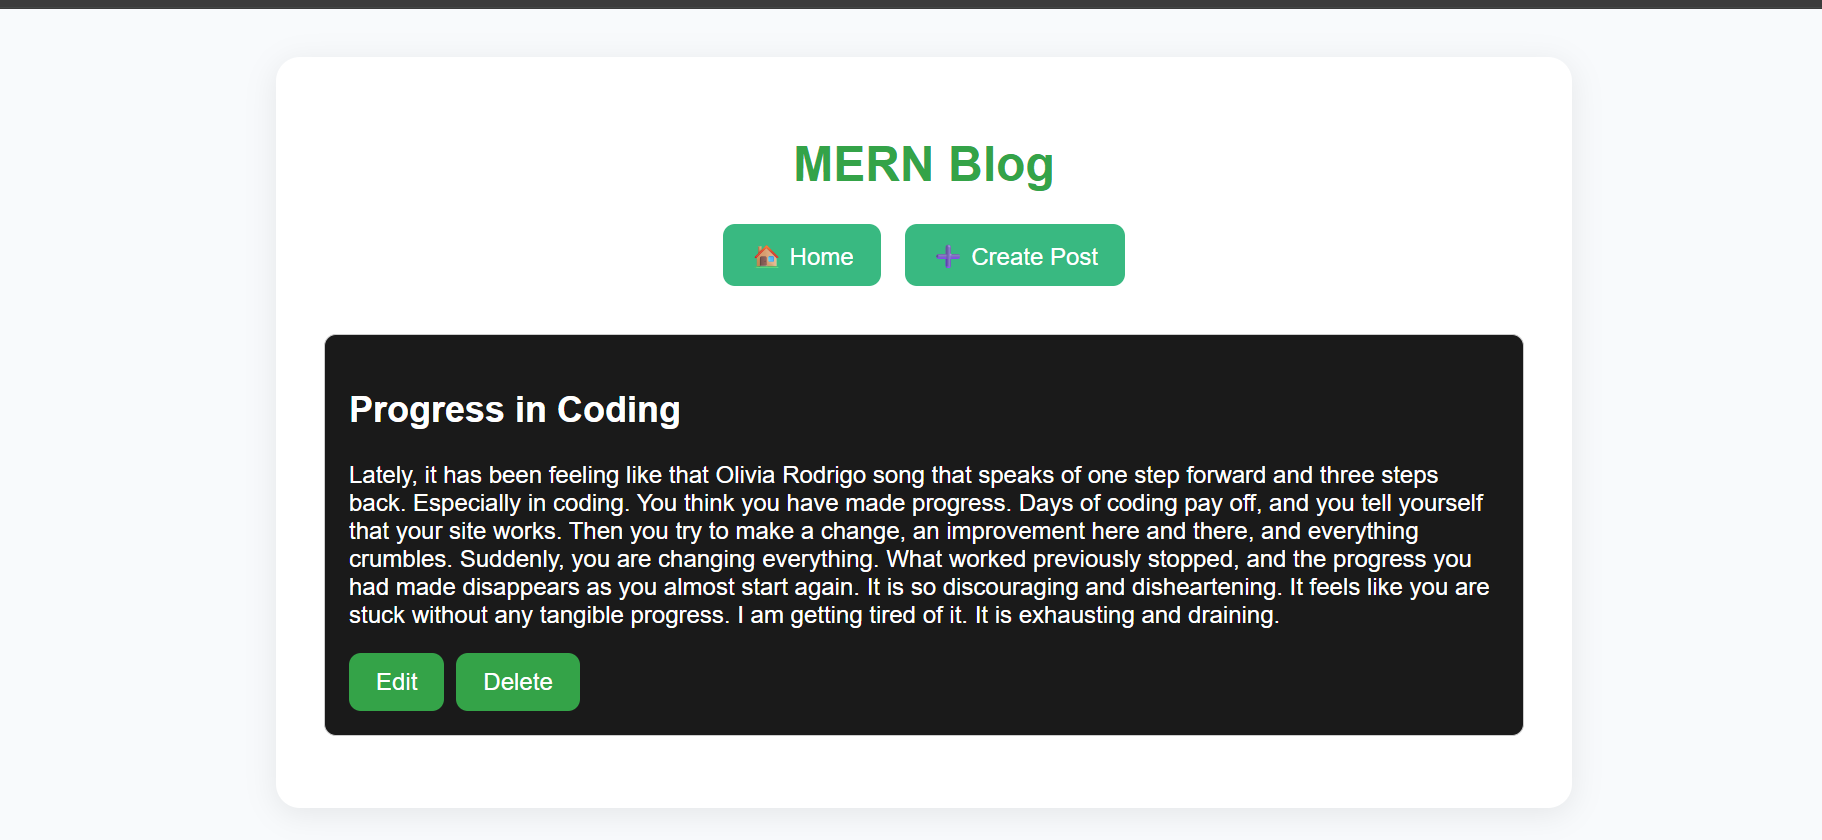 MERN Blog
🏠 Home
➕ Create Post
Progress in Coding
Lately, it has been feeling like that Olivia Rodrigo song that speaks of one step forward and three steps
back. Especially in coding. You think you have made progress. Days of coding pay off, and you tell yourself
that your site works. Then you try to make a change, an improvement here and there, and everything
crumbles. Suddenly, you are changing everything. What worked previously stopped, and the progress you
had made disappears as you almost start again. It is so discouraging and disheartening. It feels like you are
stuck without any tangible progress. I am getting tired of it. It is exhausting and draining.
Edit
Delete